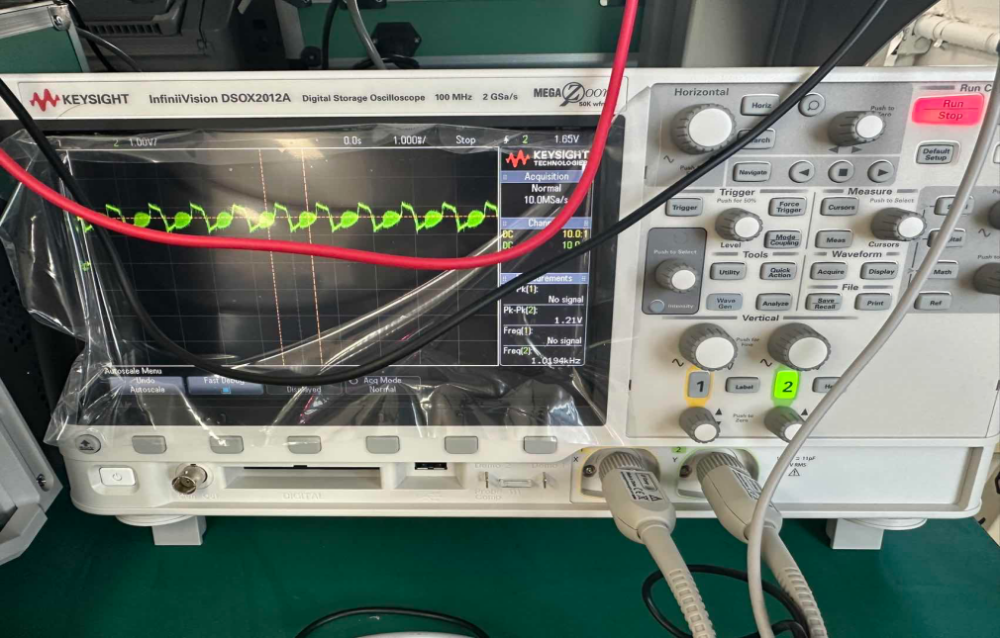 KEYSIGHT InfiniiVision DSOX2012A Digital Storage Oscilloscope 100 MHz 2 GSa/s MEGA Zoom
50K
2 1.00V/ 0.0s 1.000 Stop 2 1.65V
KEYSIGHT
TECHNOLOGIES
Acquisition
Normal
10.0MSa/s
DC 10.0:1
DC 10.0
Pk(1):
No signal
Pk-Pk(2):
1.21V
Freq(1):
No signal
Freq(2):
1.0194kHz
Autoscale Menu
Undo
Autoscale
Fast Debug
Displayed
Acq Mode
Normal
Horizontal
Horiz
Push to
Zero
Run
Stop
Default
Setup
Navigate
Trigger
Push for 50%
Measure
Push to Select
Trigger
Force
Trigger
Cursors
Level
Mode
Coupling
Meas
Cursors
Push to Select
Tools
Waveform
Utility
Quick
Action
Acquire
Display
Math
Intensity
File
Wave
Gen
Analyze
Save
Recall
Print
Ref
Vertical
Push for
Fine
1
Label
2
Push to
Zero
DIGITAL
X
2
Y